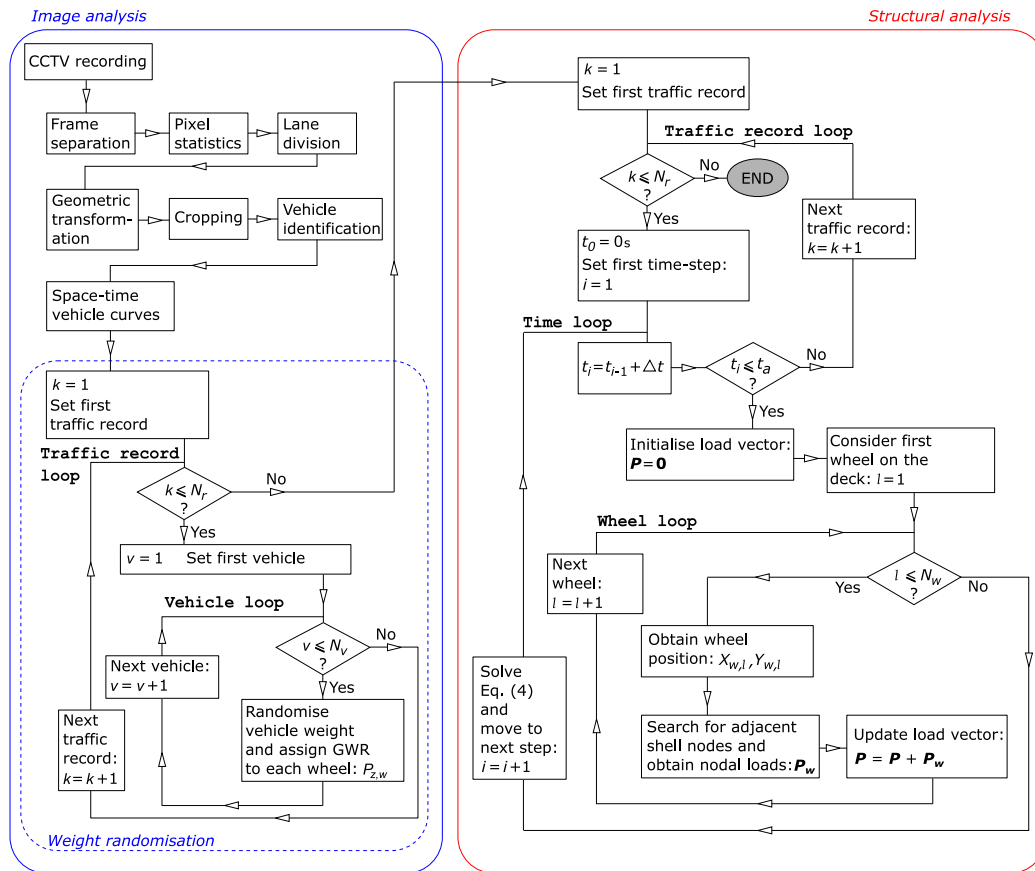 Image analysis
CCTV recording
Frame
separation
Pixel
statistics
Lane
division
Geometric
transform-
ation
Cropping
Vehicle
identification
Space-time
vehicle curves
k = 1
Set first
traffic record
Traffic record
loop
k ⩽ Nr
?
No
Yes
v = 1 Set first vehicle
Vehicle loop
v ⩽ Nv
?
No
Yes
Next vehicle:
v = v+1
Randomise
vehicle weight
and assign GWR
to each wheel: Pz,w
Next
traffic
record:
k = k+1
Weight randomisation
Structural analysis
k = 1
Set first traffic record
Traffic record loop
k ⩽ Nr
?
No
END
Yes
Next
traffic record:
k = k+1
t0 = 0s
Set first time-step:
i = 1
Time loop
ti = ti-1 + Δt
ti ⩽ ta
?
No
Yes
Initialise load vector:
P = 0
Consider first
wheel on the
deck: l = 1
Wheel loop
Next
wheel:
l = l+1
l ⩽ Nw
?
Yes
No
Obtain wheel
position: Xw,l , Yw,l
Solve
Eq. (4)
and
move to
next step:
i = i+1
Search for adjacent
shell nodes and
obtain nodal loads: Pw
Update load vector:
P = P + Pw